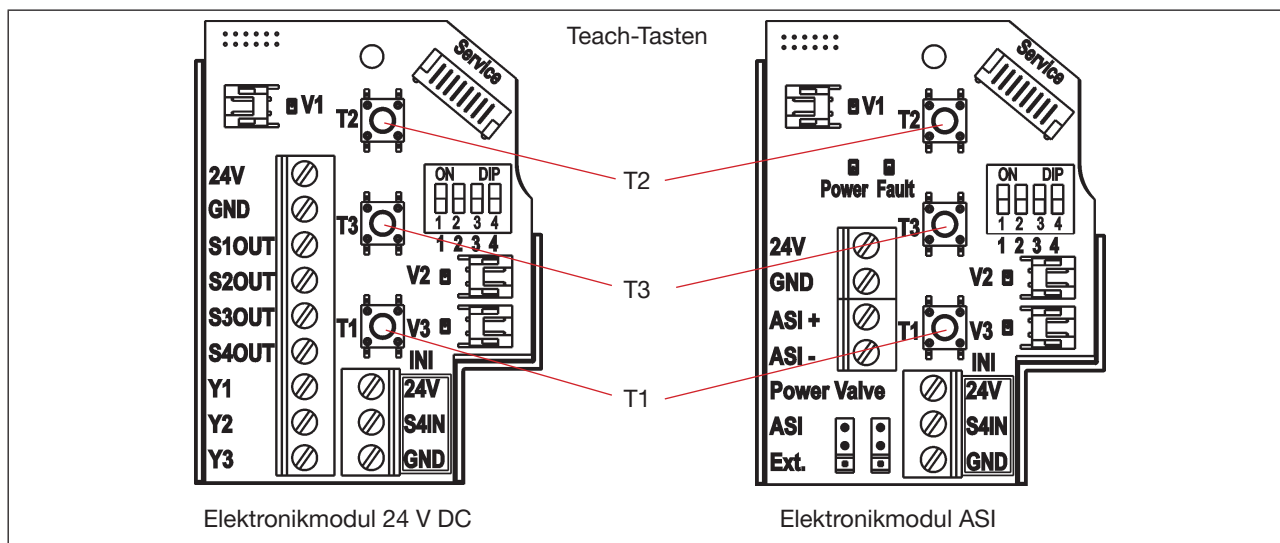 Teach-Tasten
Service
V1
T2
24V
GND
S1OUT
S2OUT
S3OUT
S4OUT
Y1
Y2
Y3
ON DIP
1 2 3 4
1 2 3 4
T3
V2
T1
V3
INI
24V
S4IN
GND
Elektronikmodul 24 V DC
T2
T3
T1
Service
V1
T2
Power Fault
ON DIP
1 2 3 4
1 2 3 4
T3
24V
GND
ASI +
ASI -
V2
T1
V3
INI
Power Valve
ASI
Ext.
24V
S4IN
GND
Elektronikmodul ASI